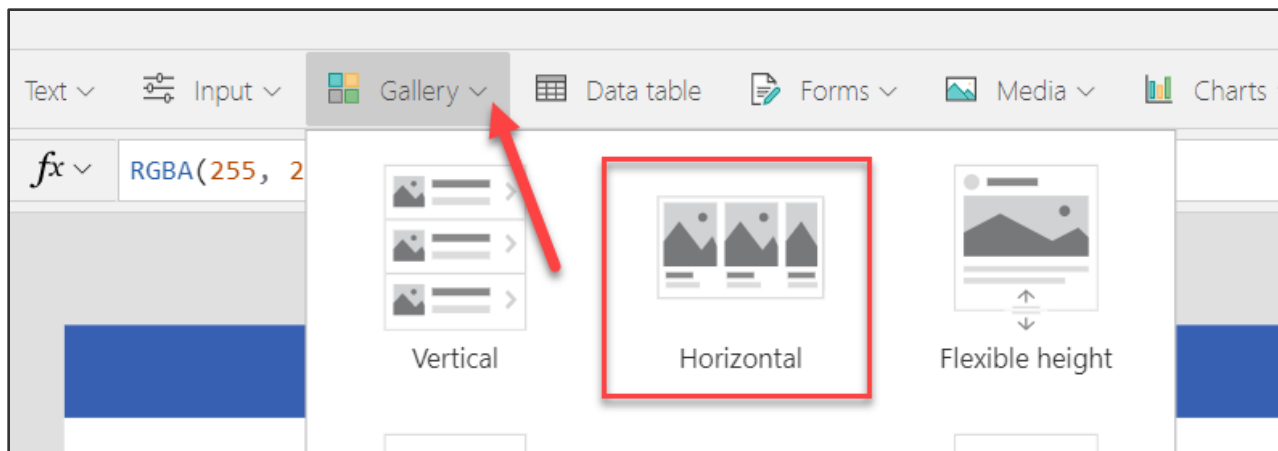 Text Input Gallery Data table Forms Media Charts
fx RGBA(255, 2
Vertical Horizontal Flexible height